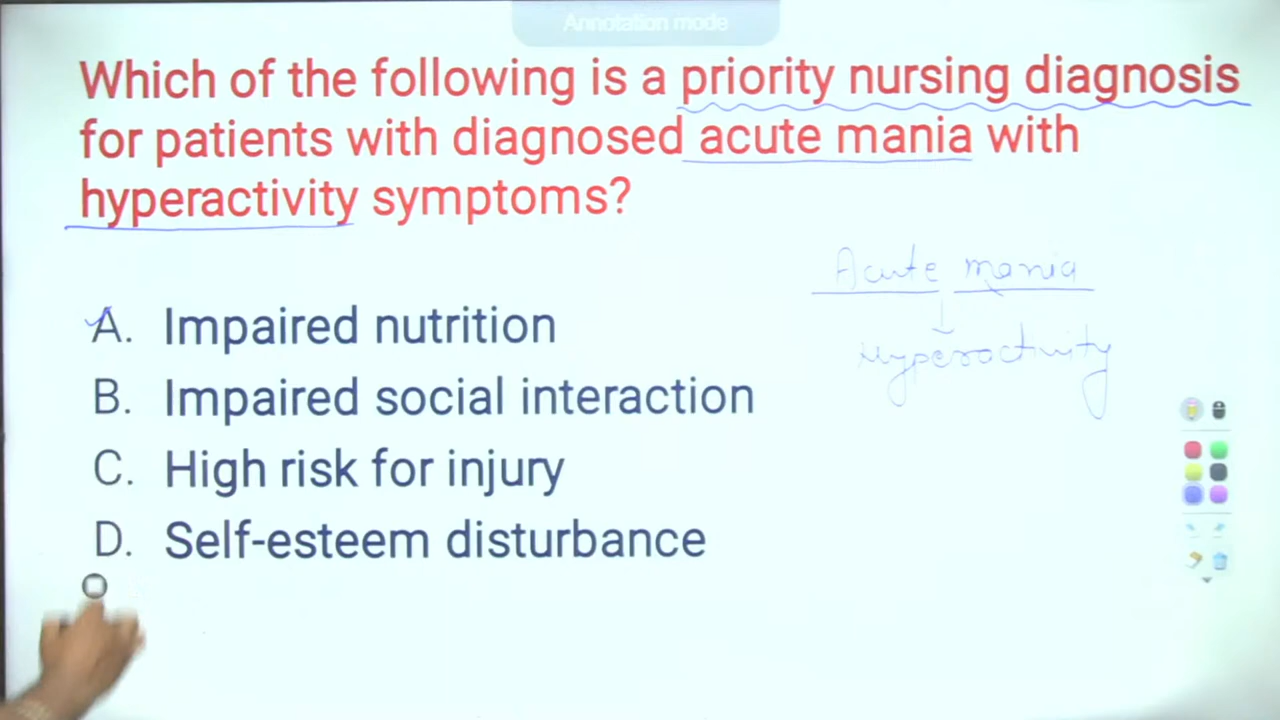 Annotation mode
Which of the following is a priority nursing diagnosis
for patients with diagnosed acute mania with
hyperactivity symptoms?
Acute mania
Hyperactivity
A. Impaired nutrition
B. Impaired social interaction
C. High risk for injury
D. Self-esteem disturbance